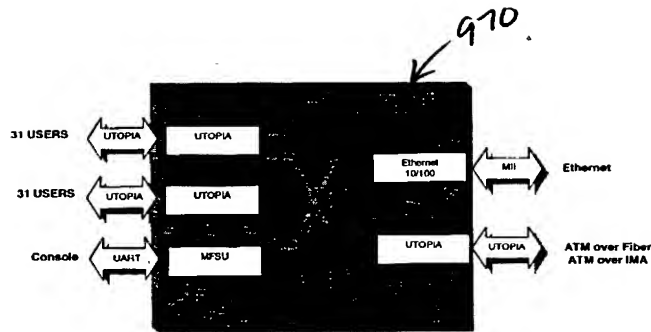 970
31 USERS UTOPIA UTOPIA
Ethernet 10/100 MII Ethernet
31 USERS UTOPIA UTOPIA
Console UART MFSU
UTOPIA UTOPIA ATM over Fiber
ATM over IMA